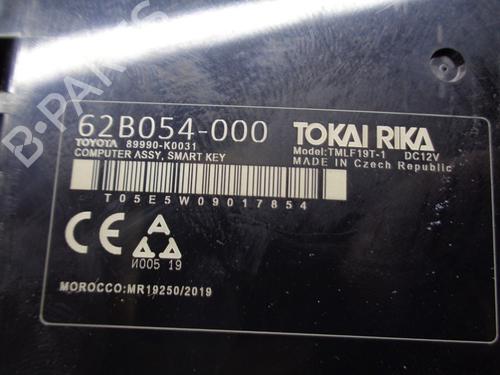 B-PARTS
62B054-000
TOYOTA 89990-K0031
COMPUTER ASSY, SMART KEY
TOKAI RIKA
Model:TMLF19T-1 DC12V
MADE IN Czech Republic
T05E5W09017854
CE
И005 19
MOROCCO:MR19250/2019